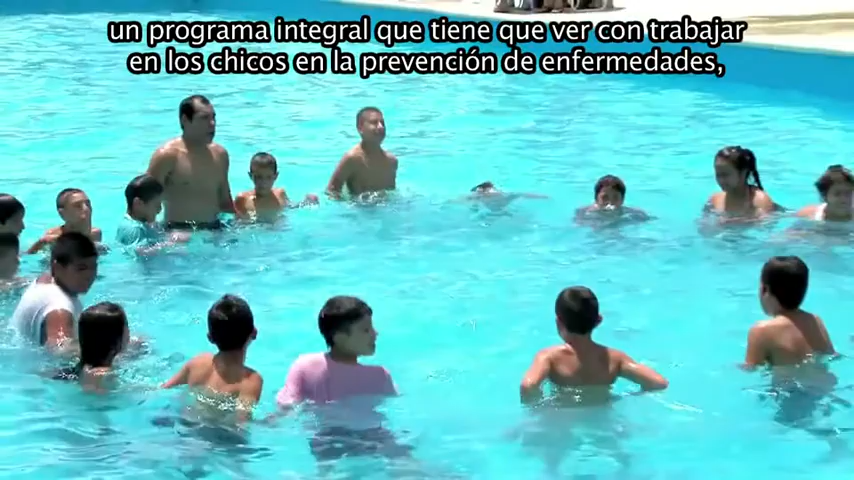 un programa integral que tiene que ver con trabajar
en los chicos en la prevención de enfermedades,